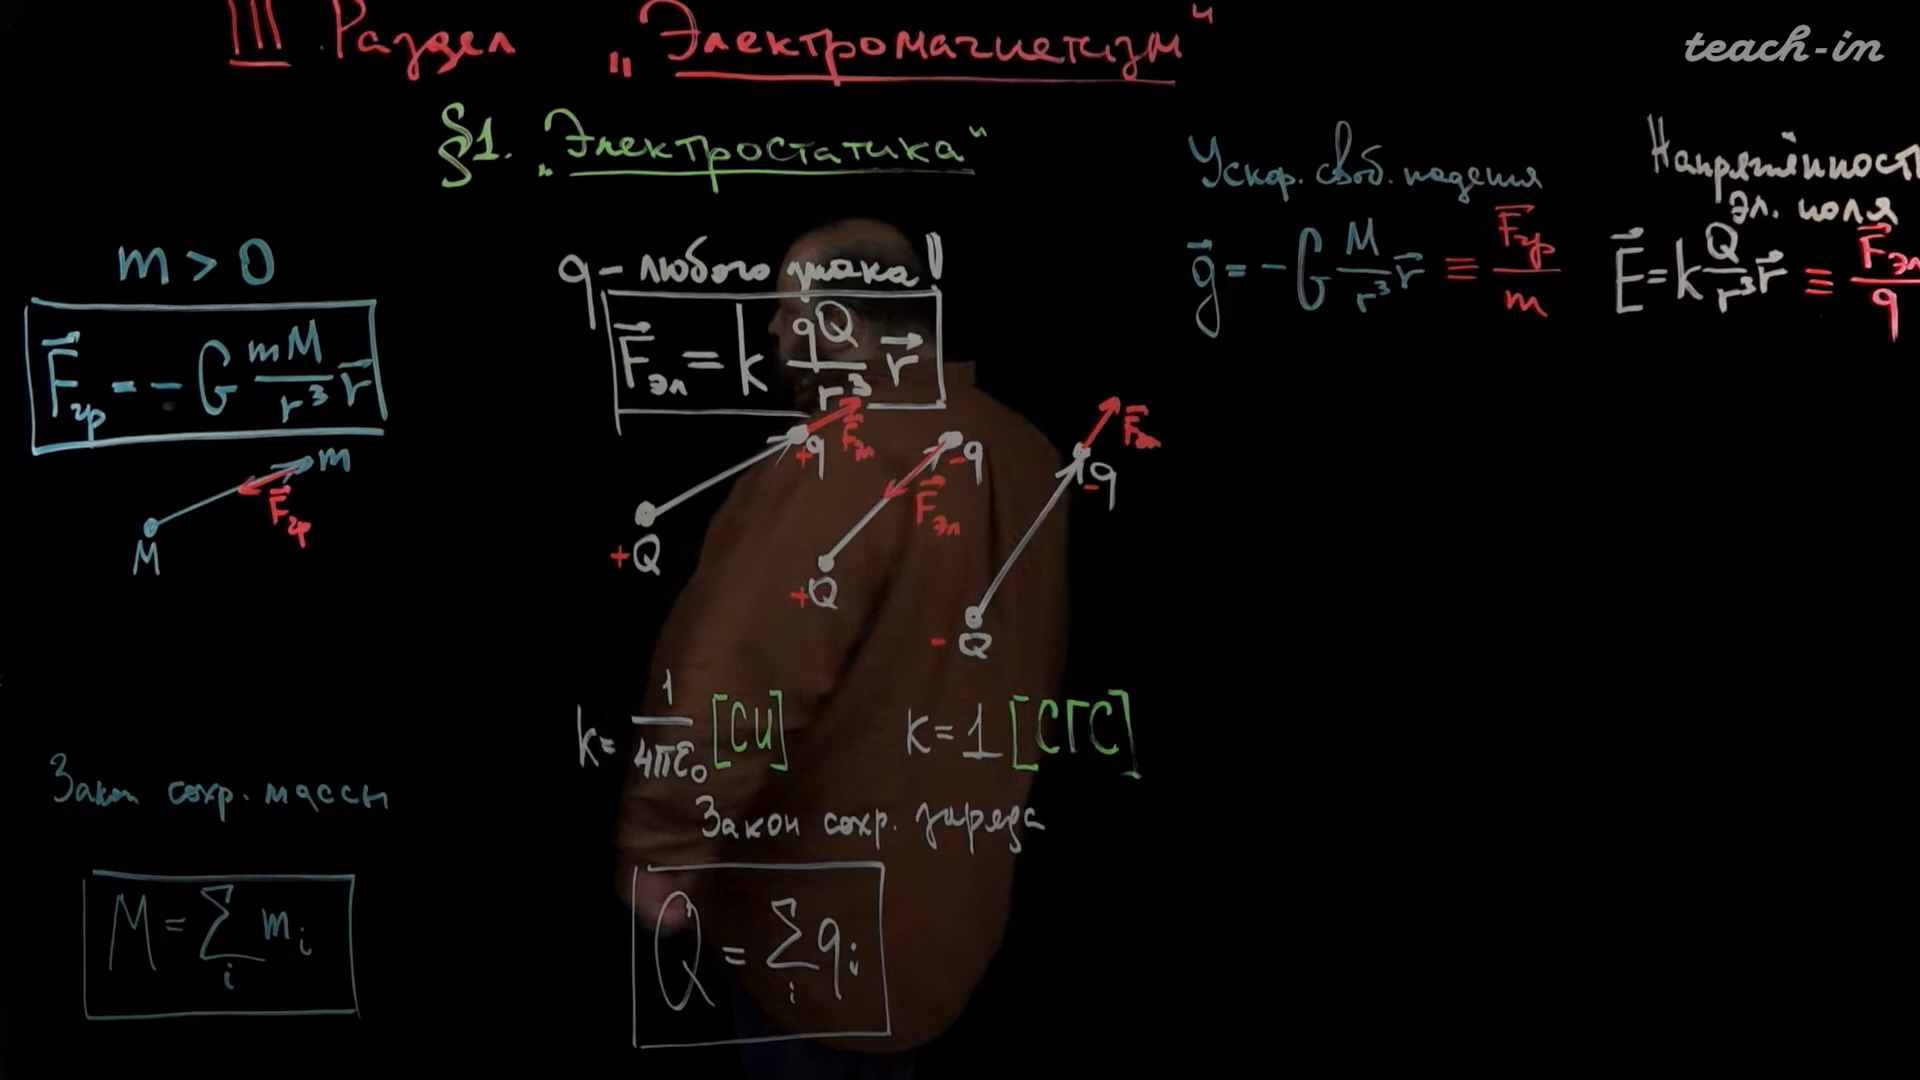 III Раздел „Электромагнетизм“
teach-in
§1. „Электростатика“
Ускор. своб. падения
Напряжённост
эл. поля
m > 0
q – любого знака!
g⃗ = − G M/r³ r⃗ ≡ F⃗гр/m
E⃗ = k Q/r³ r⃗ ≡ F⃗эл/q
F⃗гр = − G mM/r³ r⃗
F⃗эл = k qQ/r³ r⃗
m
F⃗гр
M
+q
F⃗эл
+Q
−q
F⃗эл
+Q
F⃗эл
−q
−Q
k = 1/4πε₀ [СИ]
k = 1 [СГС]
Закон сохр. массы
Закон сохр. заряда
M = Σᵢ mᵢ
Q = Σᵢ qᵢ